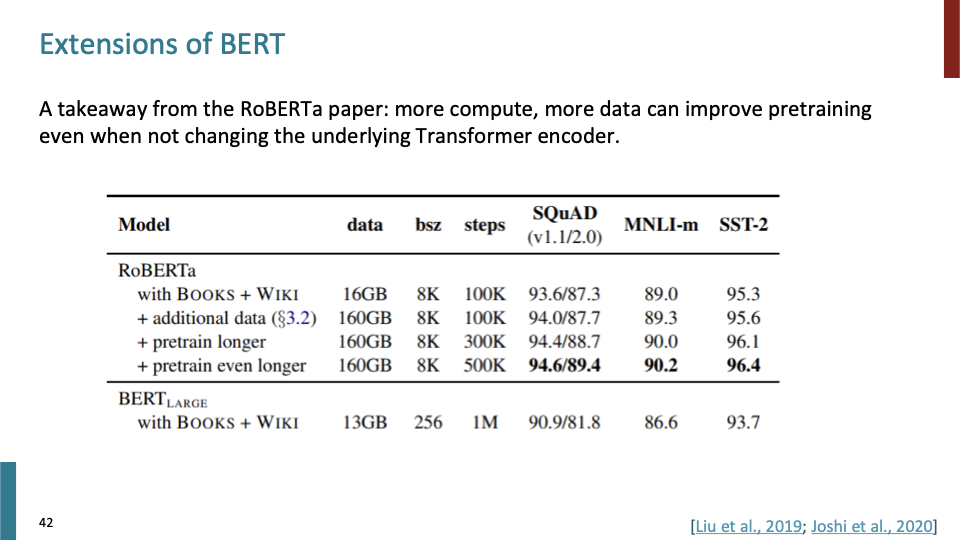 Extensions of BERT
A takeaway from the RoBERTa paper: more compute, more data can improve pretraining
even when not changing the underlying Transformer encoder.
Model data bsz steps SQuAD (v1.1/2.0) MNLI-m SST-2
RoBERTa
with BOOKS + WIKI 16GB 8K 100K 93.6/87.3 89.0 95.3
+ additional data (§3.2) 160GB 8K 100K 94.0/87.7 89.3 95.6
+ pretrain longer 160GB 8K 300K 94.4/88.7 90.0 96.1
+ pretrain even longer 160GB 8K 500K 94.6/89.4 90.2 96.4
BERTLARGE
with BOOKS + WIKI 13GB 256 1M 90.9/81.8 86.6 93.7
42
[Liu et al., 2019; Joshi et al., 2020]